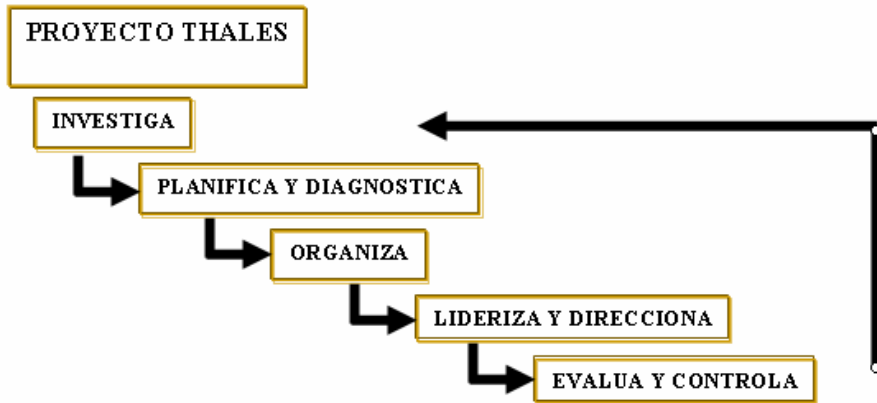 PROYECTO THALES
INVESTIGA
PLANIFICA Y DIAGNOSTICA
ORGANIZA
LIDERIZA Y DIRECCIONA
EVALUA Y CONTROLA